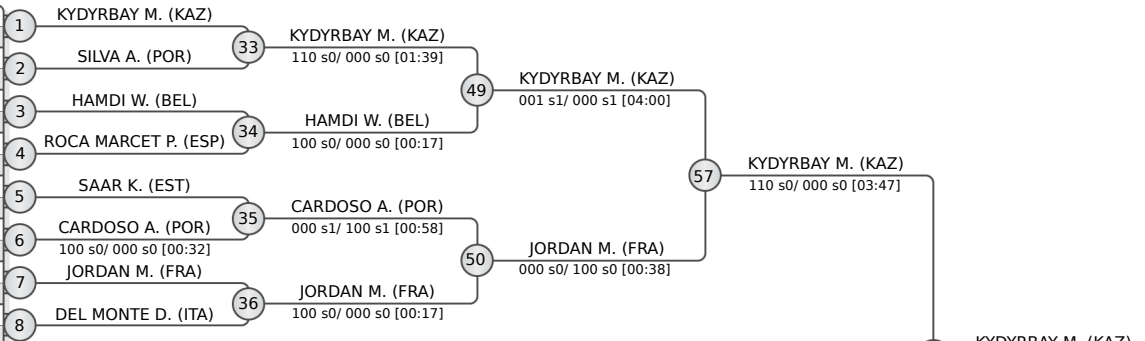 1
KYDYRBAY M. (KAZ)
2
SILVA A. (POR)
33
KYDYRBAY M. (KAZ)
110 s0/ 000 s0 [01:39]
3
HAMDI W. (BEL)
4
ROCA MARCET P. (ESP)
34
HAMDI W. (BEL)
100 s0/ 000 s0 [00:17]
49
KYDYRBAY M. (KAZ)
001 s1/ 000 s1 [04:00]
5
SAAR K. (EST)
6
CARDOSO A. (POR)
100 s0/ 000 s0 [00:32]
35
CARDOSO A. (POR)
000 s1/ 100 s1 [00:58]
7
JORDAN M. (FRA)
8
DEL MONTE D. (ITA)
36
JORDAN M. (FRA)
100 s0/ 000 s0 [00:17]
50
JORDAN M. (FRA)
000 s0/ 100 s0 [00:38]
57
KYDYRBAY M. (KAZ)
110 s0/ 000 s0 [03:47]
KYDYRBAY M. (KAZ)